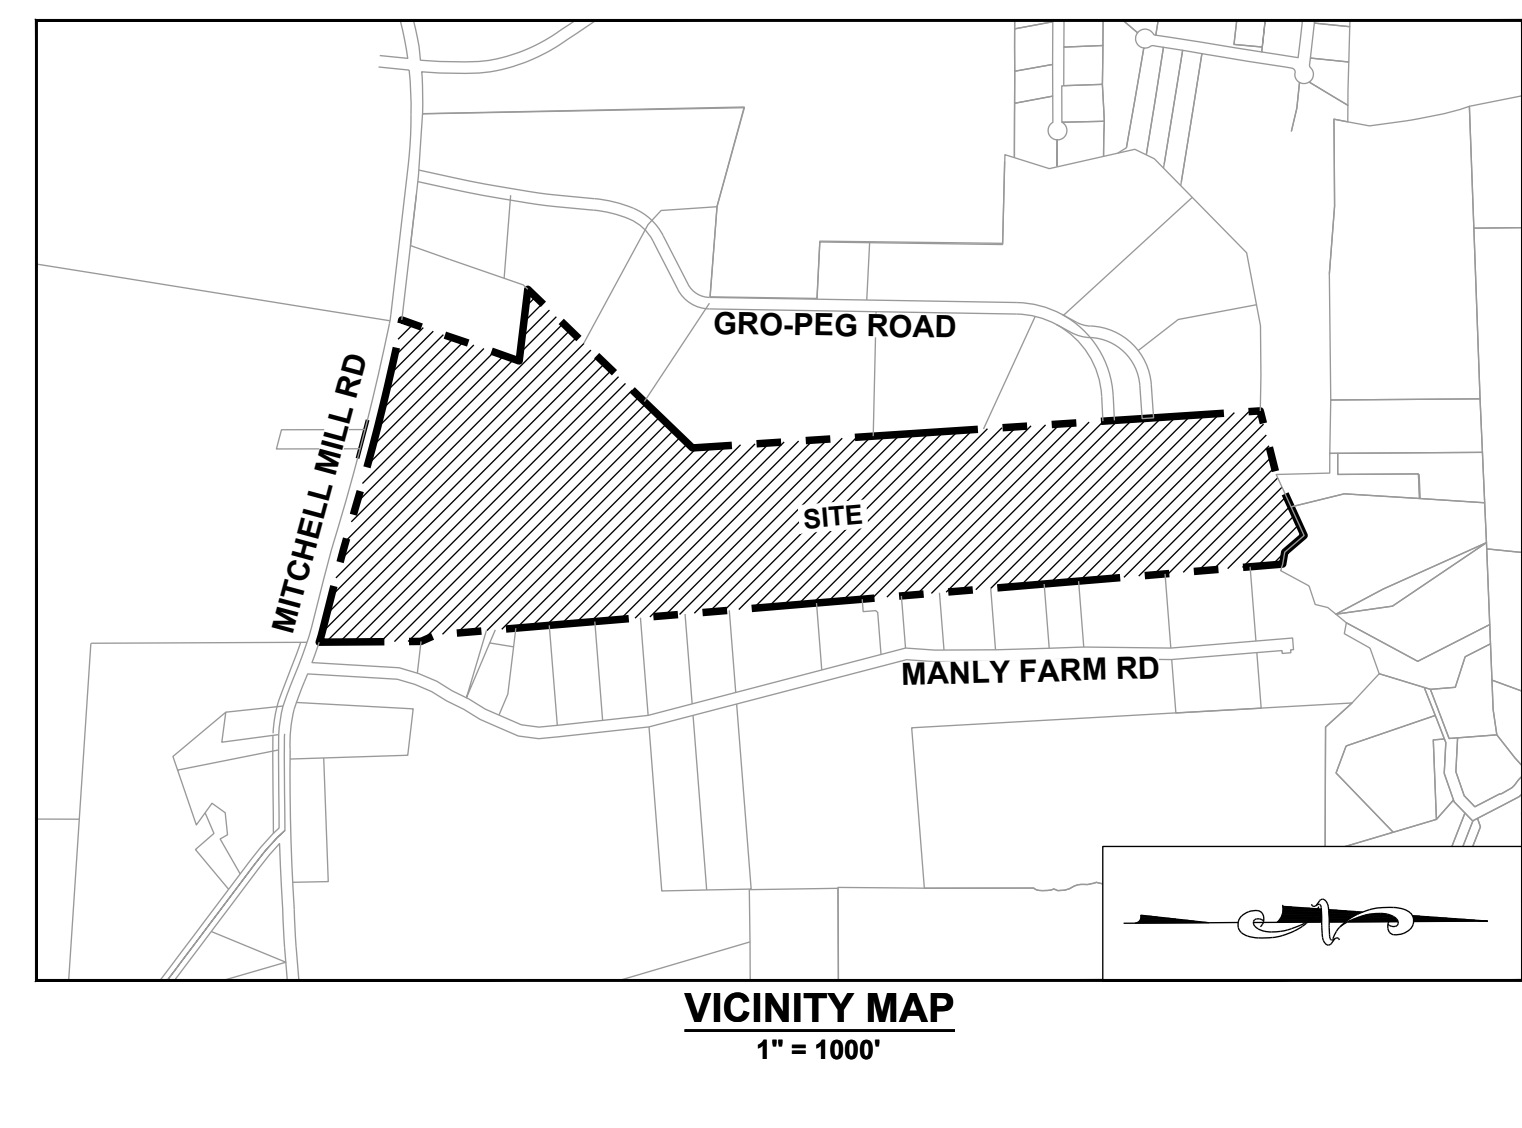 GRO-PEG ROAD
MITCHELL MILL RD
SITE
MANLY FARM RD
N
VICINITY MAP
1" = 1000'